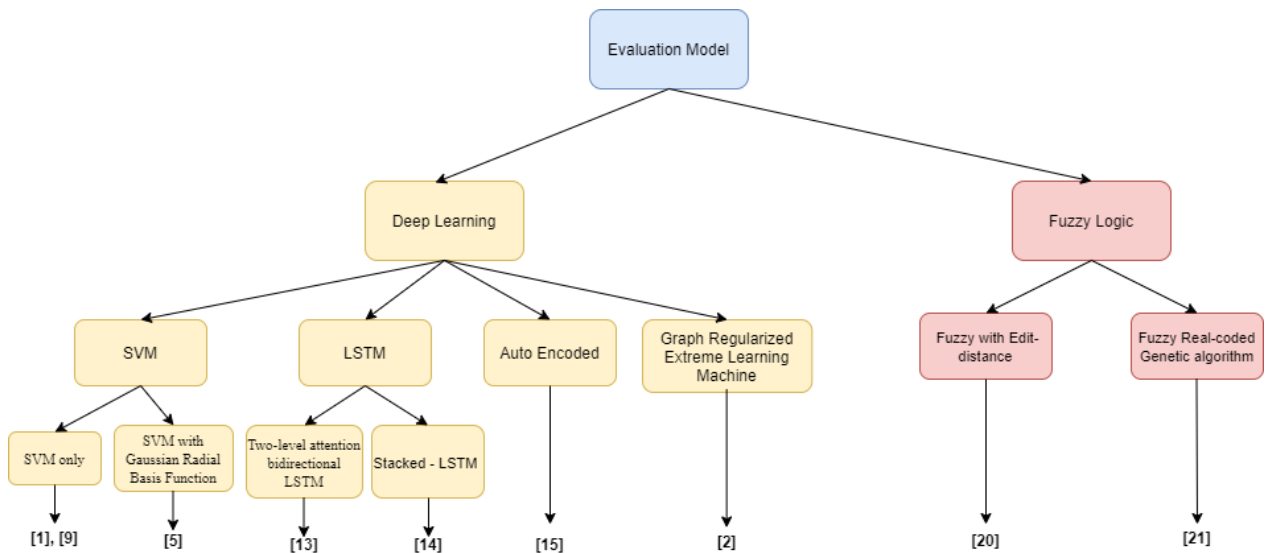 Evaluation Model
Deep Learning
Fuzzy Logic
SVM
LSTM
Auto Encoded
Graph Regularized
Extreme Learning
Machine
Fuzzy with Edit-
distance
Fuzzy Real-coded
Genetic algorithm
SVM only
SVM with
Gaussian Radial
Basis Function
Two-level attention
bidirectional
LSTM
Stacked - LSTM
[1], [9]
[5]
[13]
[14]
[15]
[2]
[20]
[21]